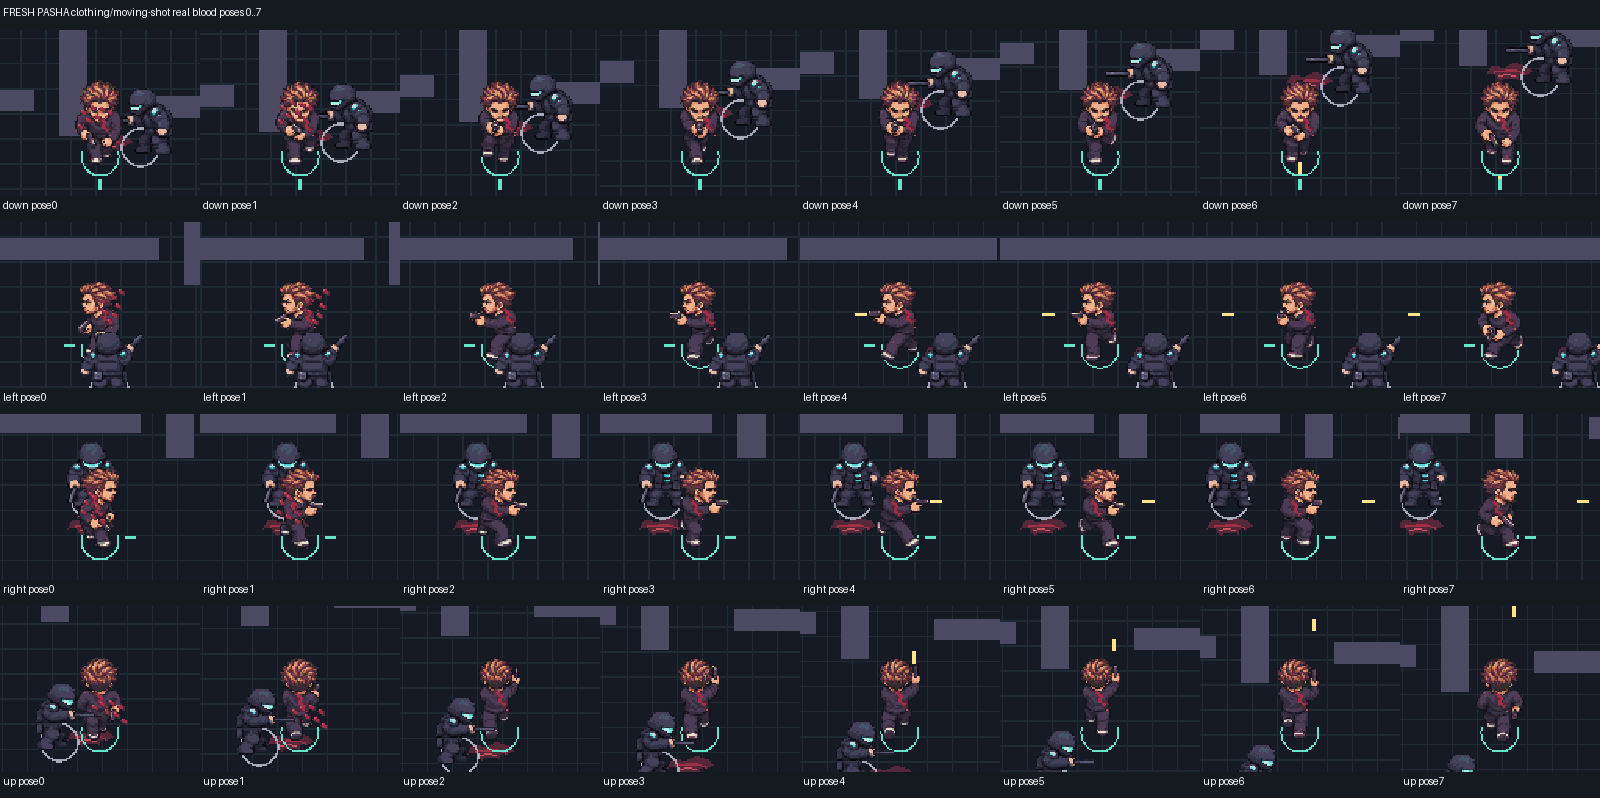 FRESH PASHA clothing/moving-shot real blood poses 0..7
down pose0 down pose1 down pose2 down pose3 down pose4 down pose5 down pose6 down pose7
left pose0 left pose1 left pose2 left pose3 left pose4 left pose5 left pose6 left pose7
right pose0 right pose1 right pose2 right pose3 right pose4 right pose5 right pose6 right pose7
up pose0 up pose1 up pose2 up pose3 up pose4 up pose5 up pose6 up pose7